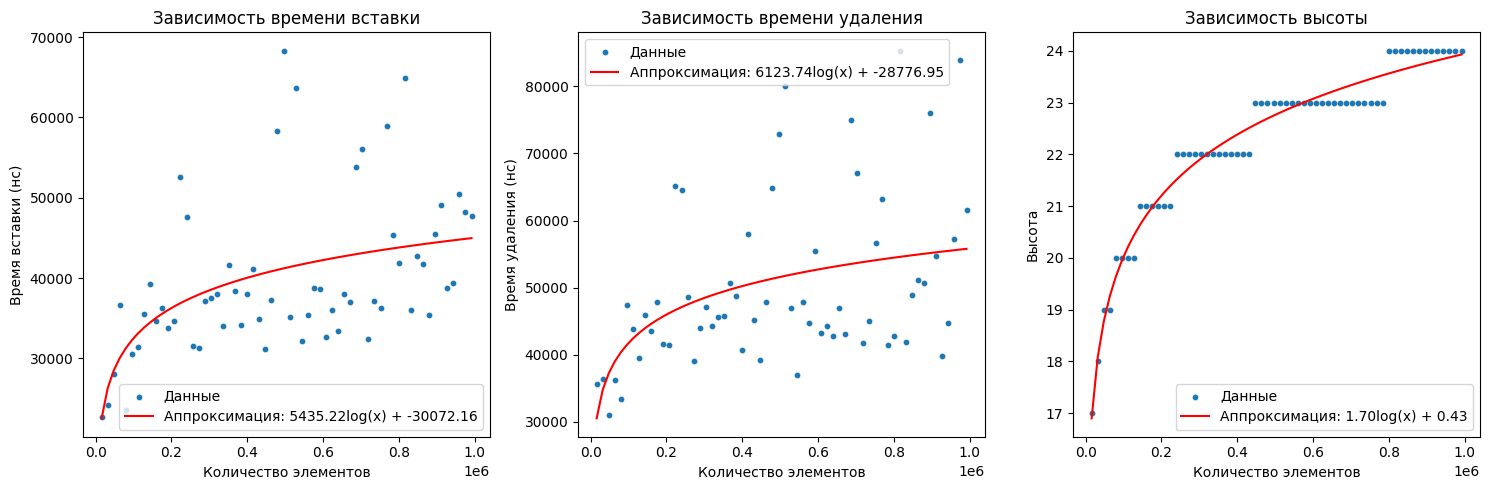 Зависимость времени вставки
70000
60000
50000
40000
30000
Время вставки (нс)
Данные
Аппроксимация: 5435.22log(x) + -30072.16
0.0 0.2 0.4 0.6 0.8 1.0
1e6
Количество элементов
Зависимость времени удаления
Данные
Аппроксимация: 6123.74log(x) + -28776.95
80000
70000
60000
50000
40000
30000
Время удаления (нс)
0.0 0.2 0.4 0.6 0.8 1.0
1e6
Количество элементов
Зависимость высоты
24
23
22
21
20
19
18
17
Высота
Данные
Аппроксимация: 1.70log(x) + 0.43
0.0 0.2 0.4 0.6 0.8 1.0
1e6
Количество элементов